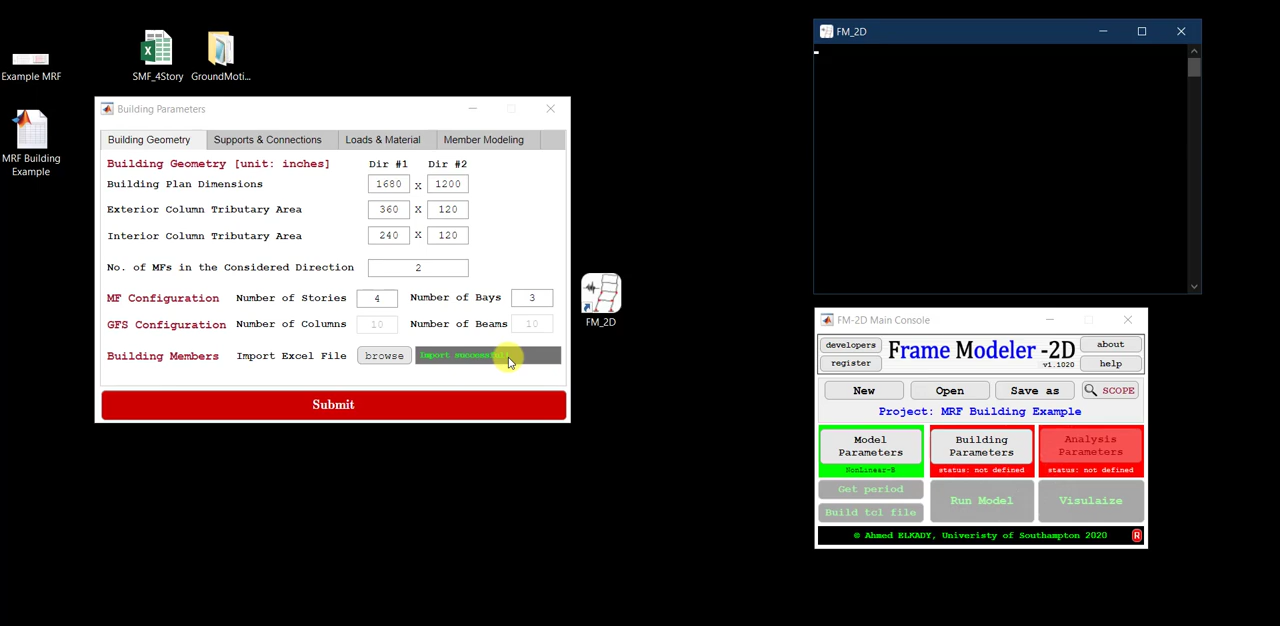 Example MRF
SMF_4Story
GroundMoti...
MRF Building
Example
Building Parameters
Building Geometry
Supports & Connections
Loads & Material
Member Modeling
Building Geometry [unit: inches]
Dir #1
Dir #2
Building Plan Dimensions
1680 X 1200
Exterior Column Tributary Area
360 X 120
Interior Column Tributary Area
240 X 120
No. of MFs in the Considered Direction
2
MF Configuration
Number of Stories
4
Number of Bays
3
GFS Configuration
Number of Columns
10
Number of Beams
10
Building Members
Import Excel File
browse
Import successful!
Submit
FM_2D
FM_2D
FM-2D Main Console
developers
register
Frame Modeler -2D
v1.1020
about
help
New
Open
Save as
SCOPE
Project: MRF Building Example
Model
Parameters
NonLinear-B
Building
Parameters
status: not defined
Analysis
Parameters
status: not defined
Get period
Build tcl file
Run Model
Visulaize
© Ahmed ELKADY, Univeristy of Southampton 2020
R